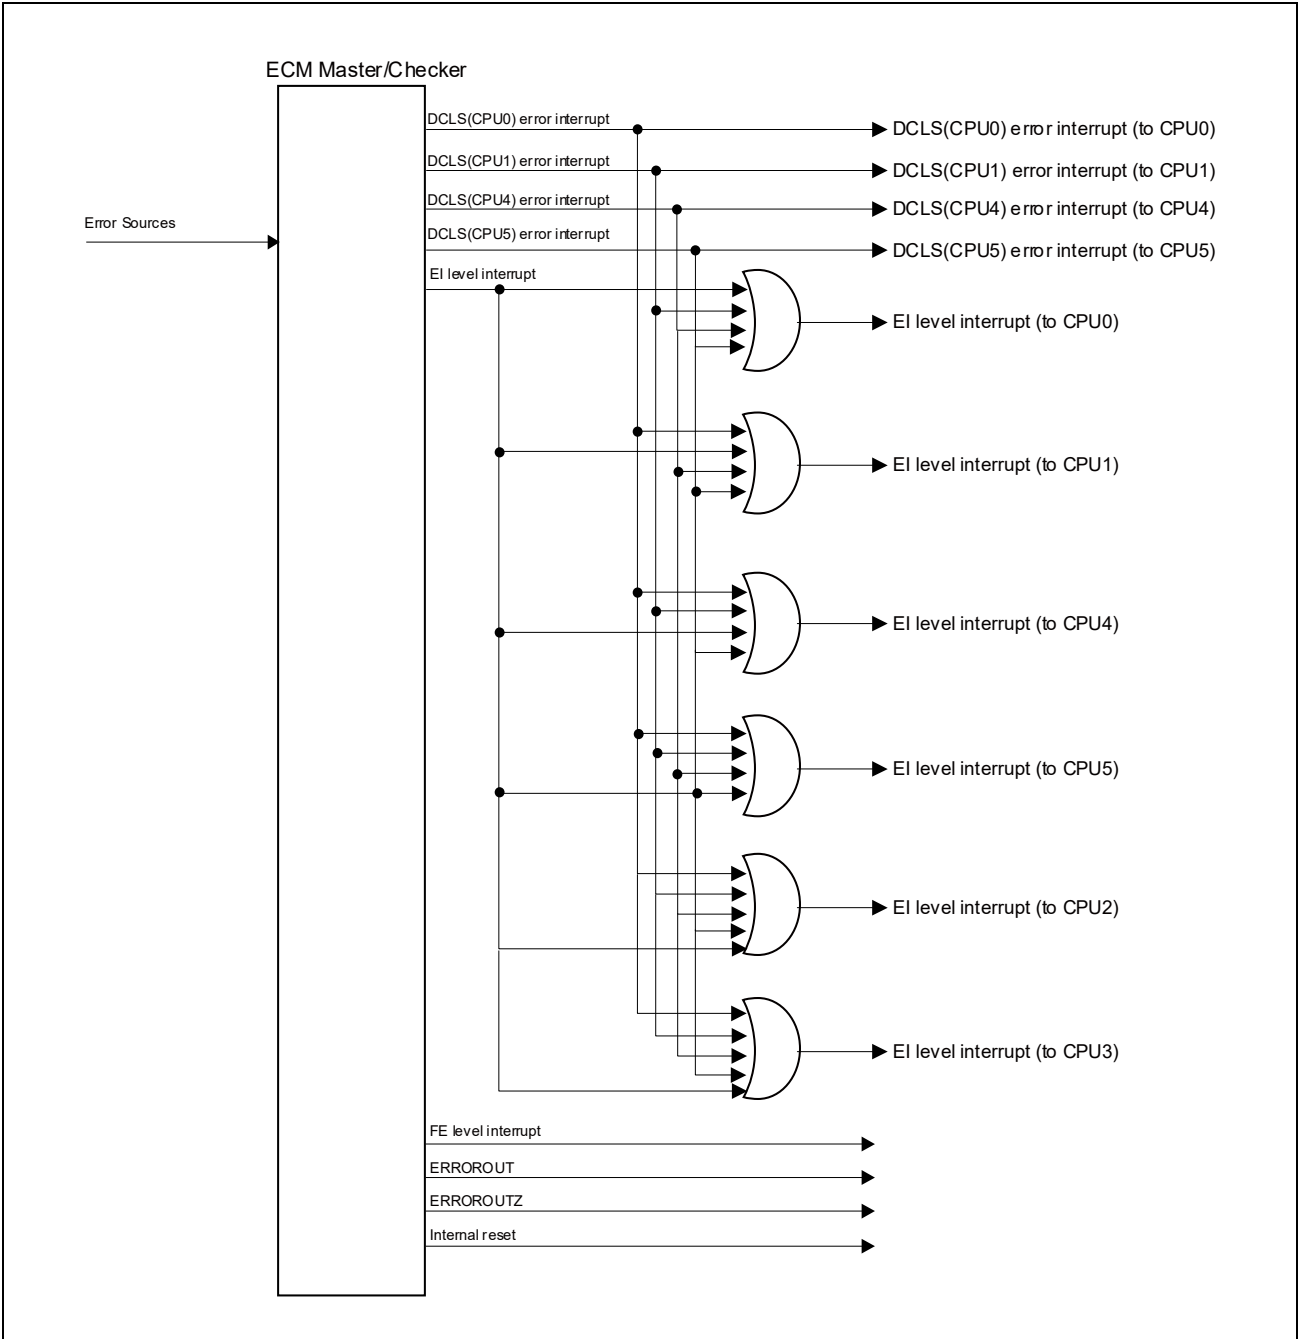 ECM Master/Checker
DCLS(CPU0) error interrupt
DCLS(CPU0) error interrupt (to CPU0)
DCLS(CPU1) error interrupt
DCLS(CPU1) error interrupt (to CPU1)
DCLS(CPU4) error interrupt
DCLS(CPU4) error interrupt (to CPU4)
Error Sources
DCLS(CPU5) error interrupt
DCLS(CPU5) error interrupt (to CPU5)
EI level interrupt
EI level interrupt (to CPU0)
EI level interrupt (to CPU1)
EI level interrupt (to CPU4)
EI level interrupt (to CPU5)
EI level interrupt (to CPU2)
EI level interrupt (to CPU3)
FE level interrupt
ERROROUT
ERROROUTZ
Internal reset